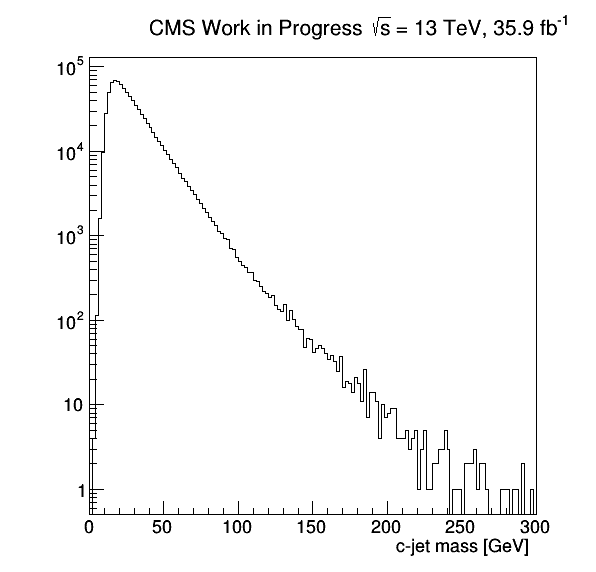 CMS Work in Progress √s = 13 TeV, 35.9 fb⁻¹
10⁵
10⁴
10³
10²
10
1
0 50 100 150 200 250 300
c-jet mass [GeV]